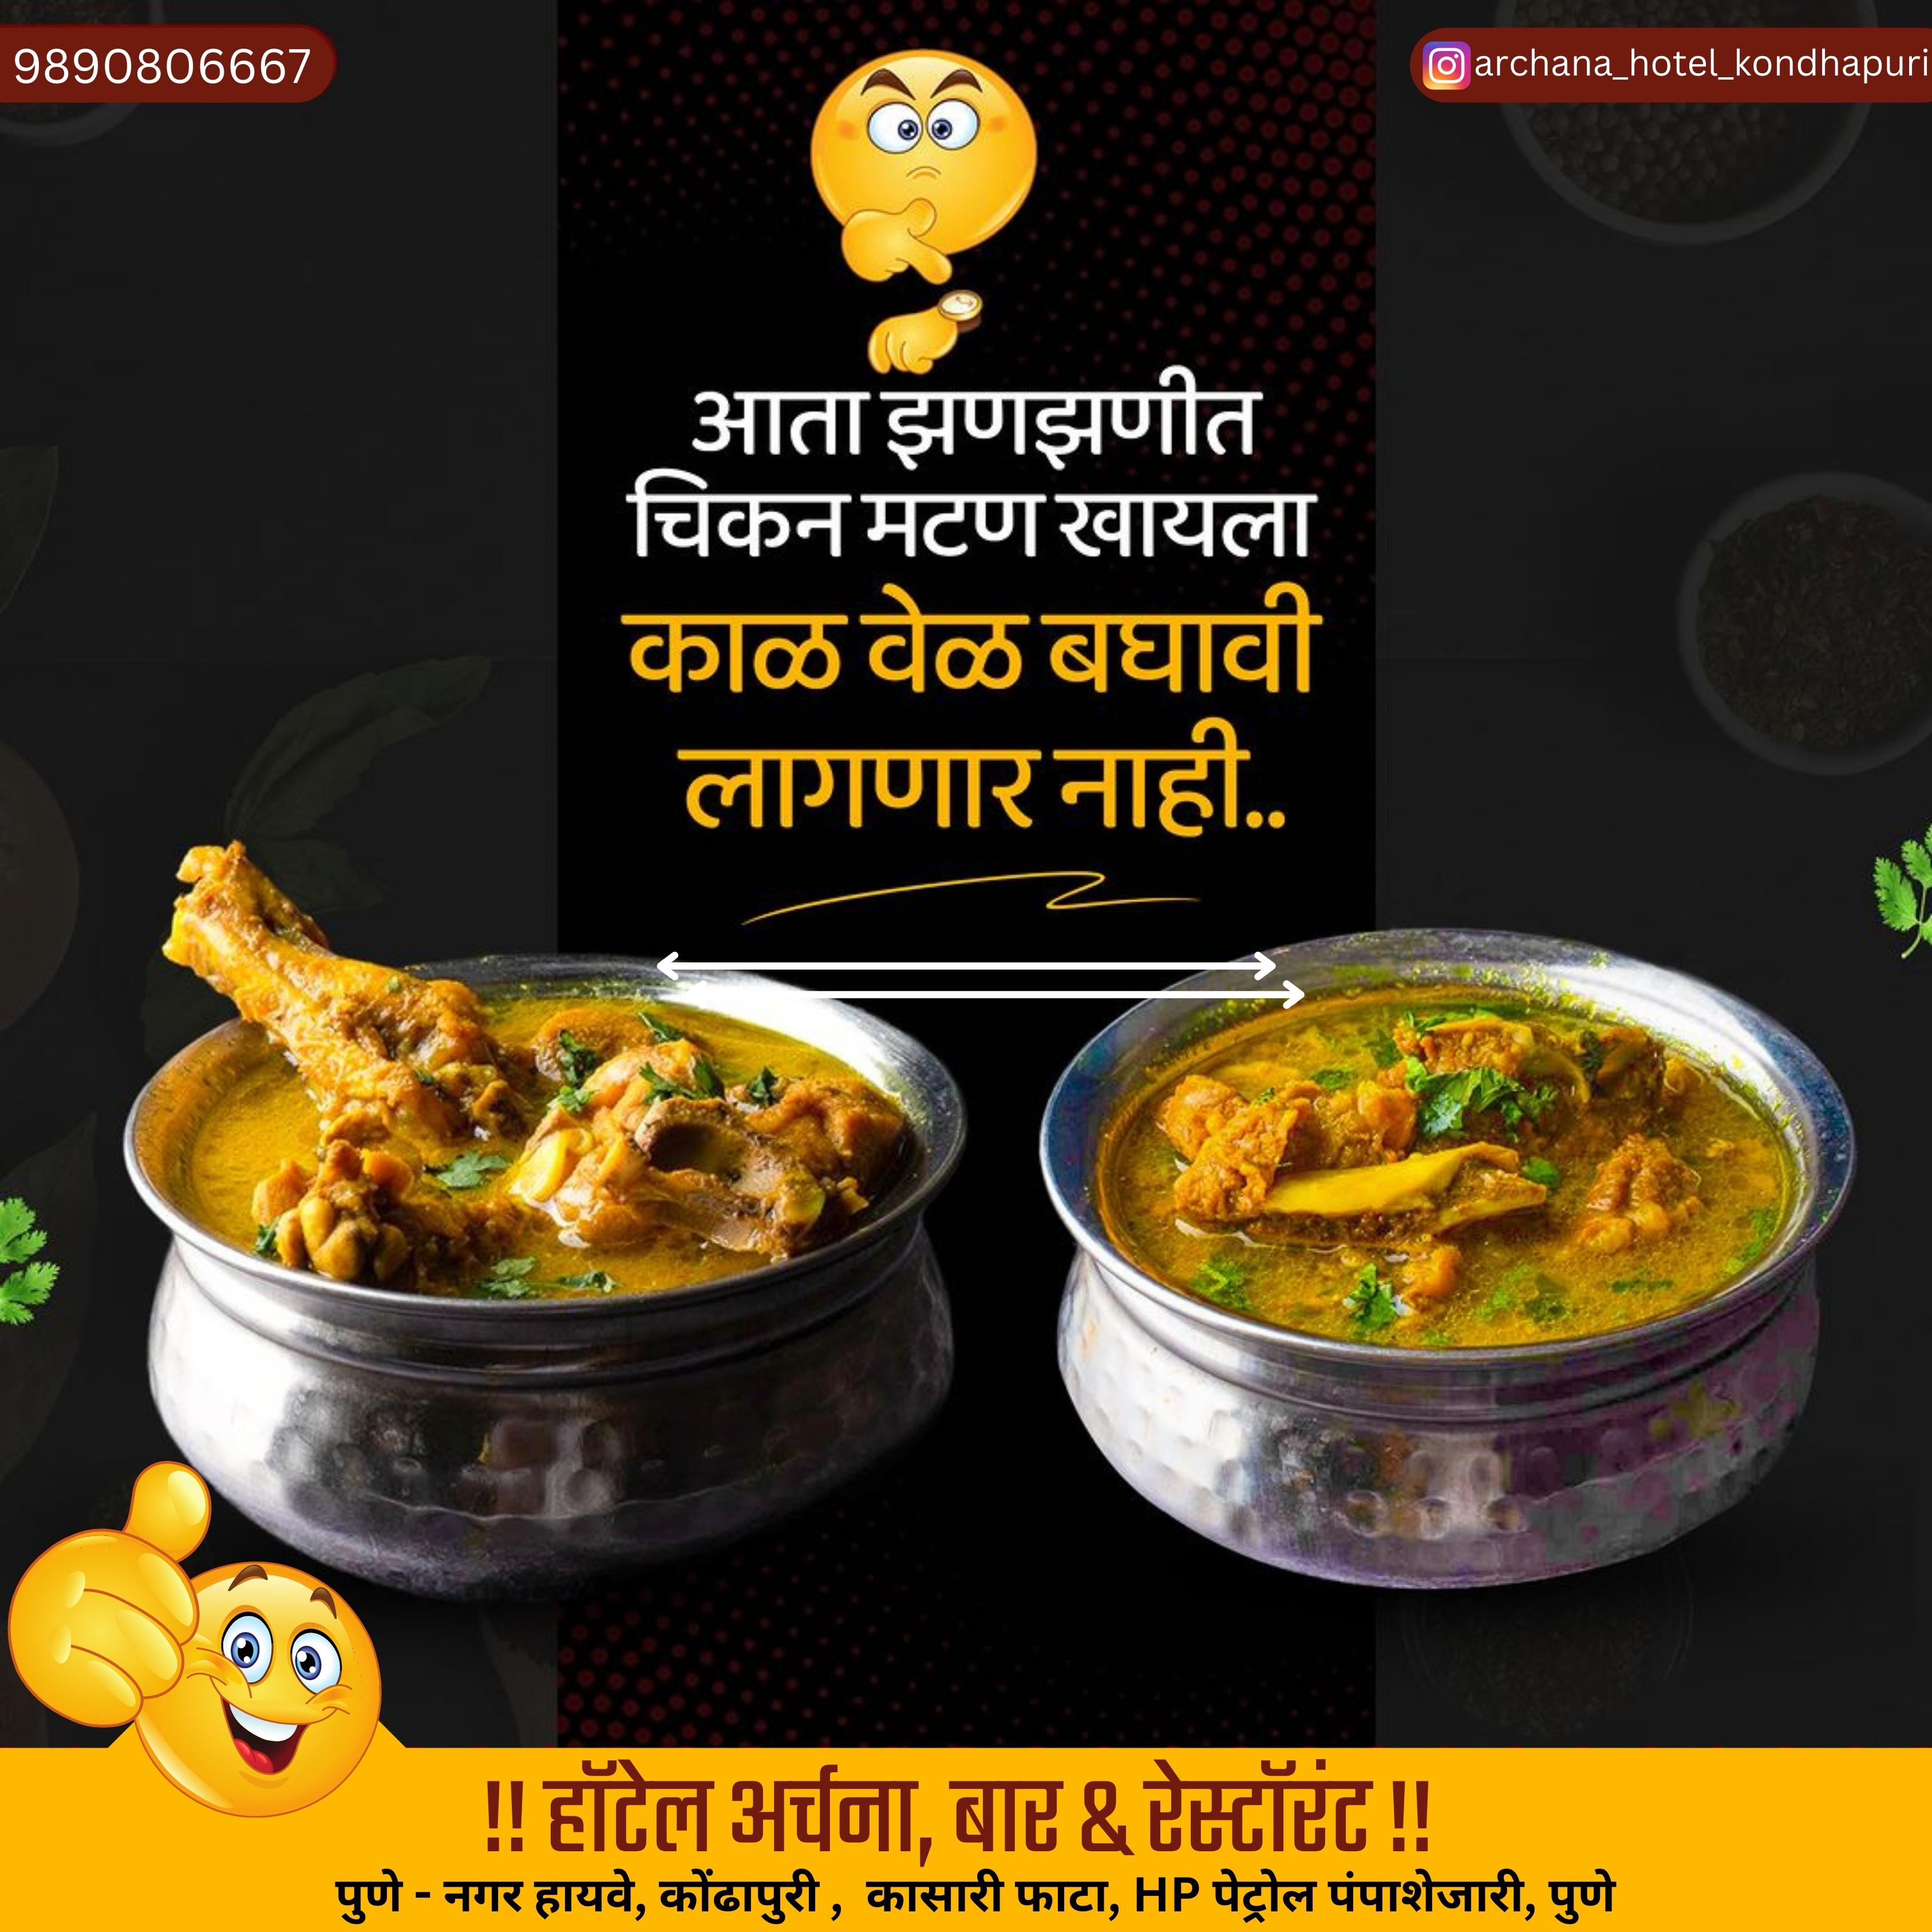 9890806667
archana_hotel_kondhapuri
आता झणझणीत
चिकन मटण खायला
काळ वेळ बघावी
लागणार नाही..
!! हॉटेल अर्चना, बार & रेस्टॉरंट !!
पुणे - नगर हायवे, कोंढापुरी , कासारी फाटा, HP पेट्रोल पंपाशेजारी, पुणे